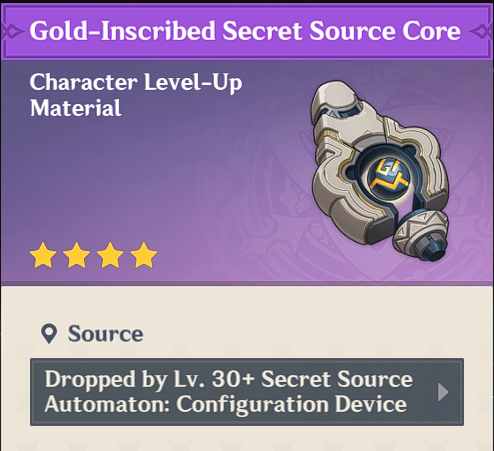 Gold-Inscribed Secret Source Core
Character Level-Up
Material
Source
Dropped by Lv. 30+ Secret Source
Automaton: Configuration Device